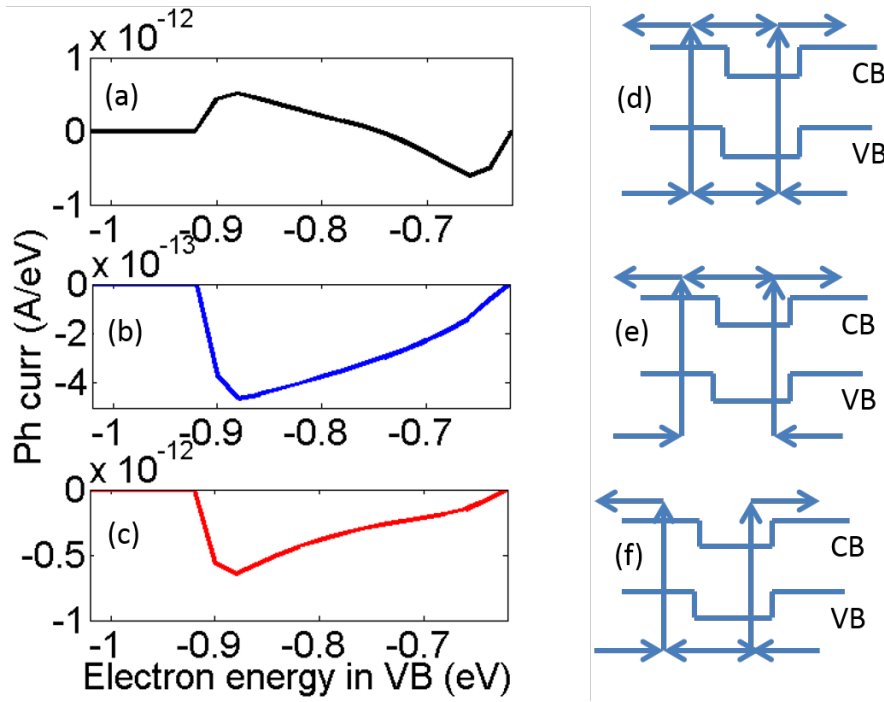 x 10^-12
1
(a)
0
-1
-1 -0.9 -0.8 -0.7
x 10^-13
0
(b)
-2
-4
-1 -0.9 -0.8 -0.7
x 10^-12
0
(c)
-0.5
-1
-1 -0.9 -0.8 -0.7
Electron energy in VB (eV)
Ph curr (A/eV)
(d)
CB
VB
(e)
CB
VB
(f)
CB
VB